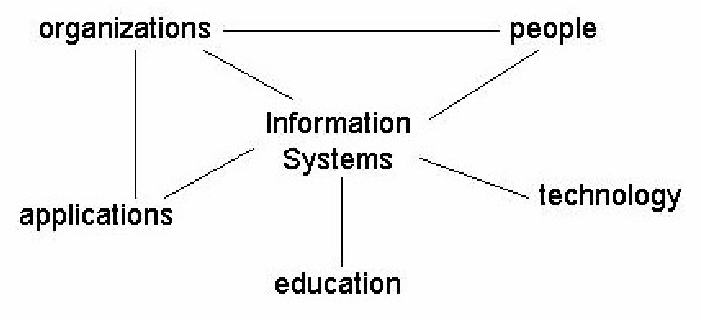 organizations people
Information
Systems
technology
applications
education